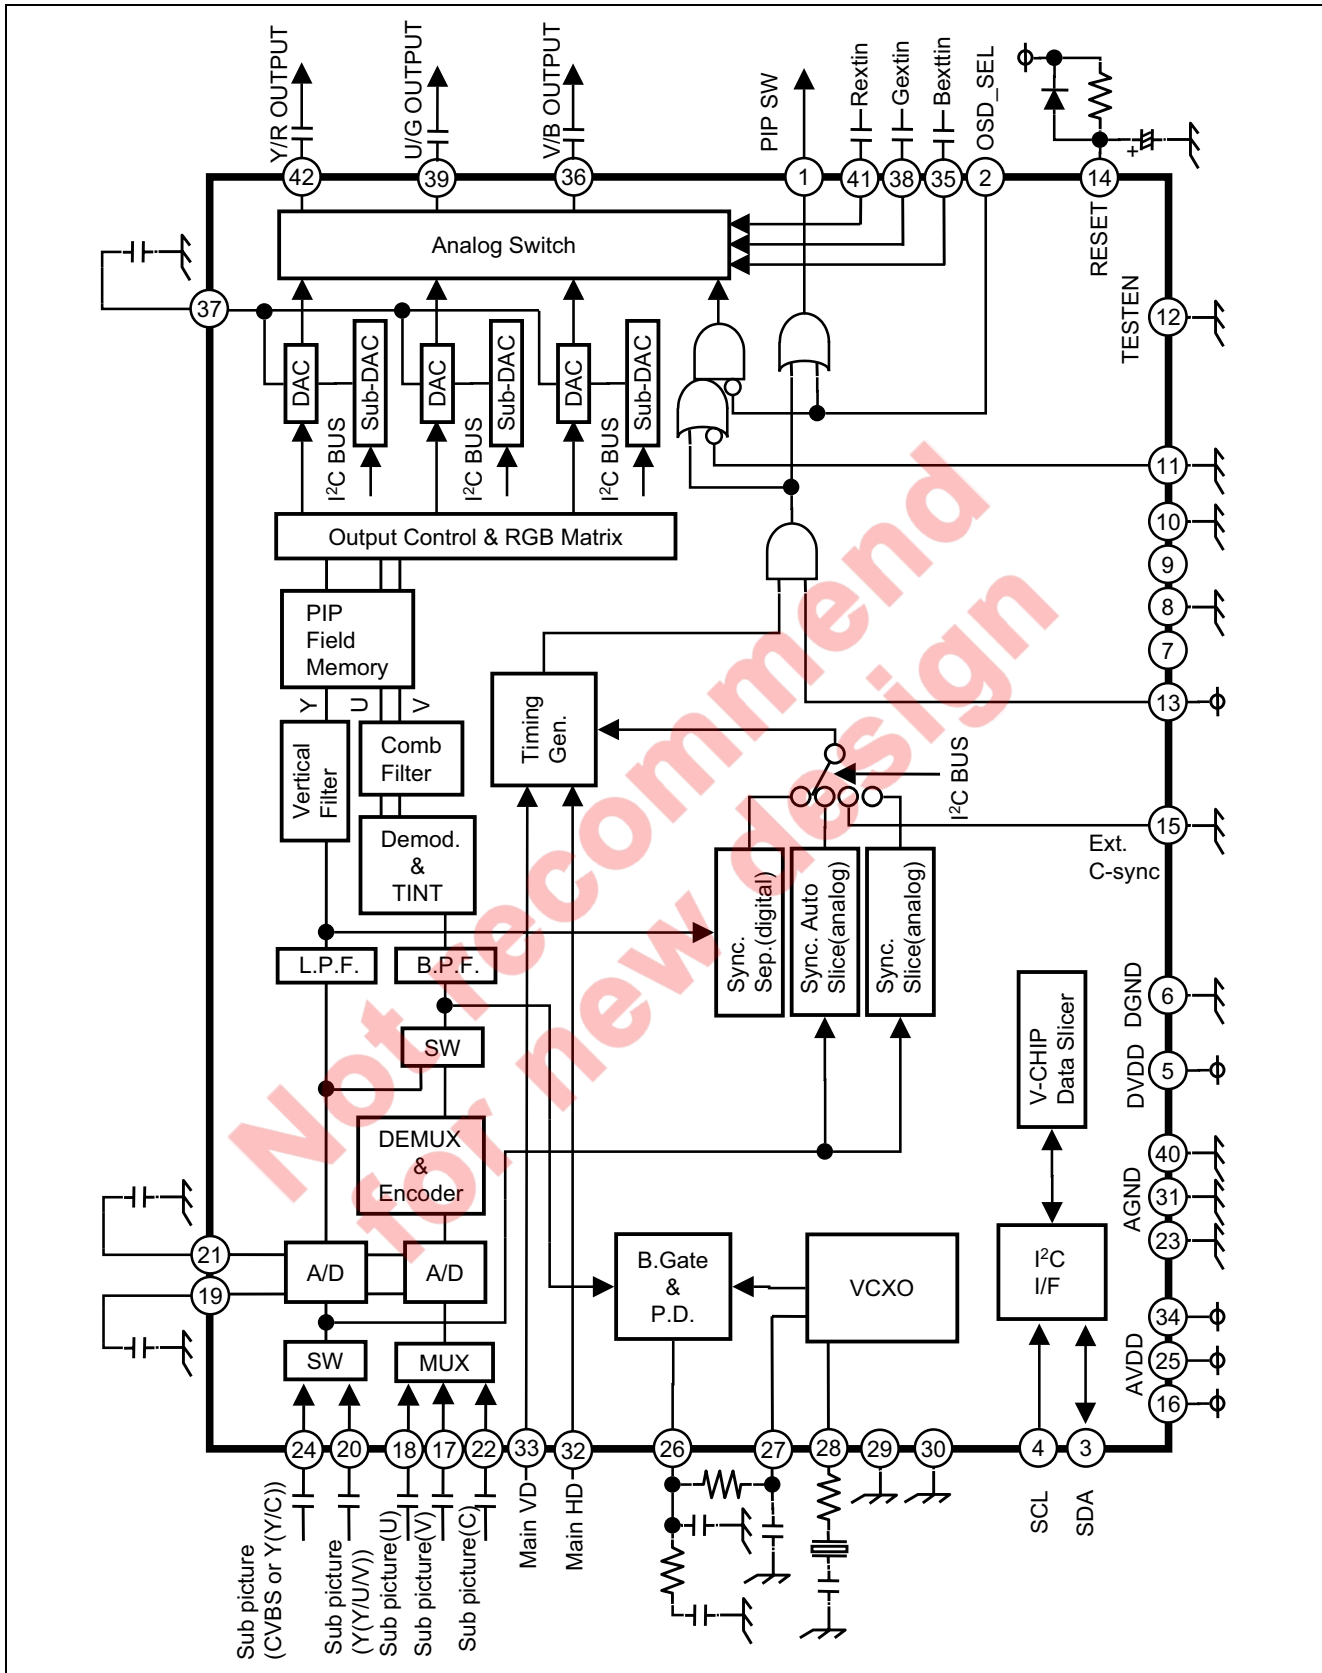 Y/R OUTPUT
U/G OUTPUT
V/B OUTPUT
PIP SW
Rextin
Gextin
Bexttin
OSD_SEL
42
39
36
1
41
38
35
2
14
+
RESET
Analog Switch
37
TESTEN
12
DAC
Sub-DAC
DAC
Sub-DAC
DAC
Sub-DAC
I²C BUS
I²C BUS
I²C BUS
11
10
9
8
7
13
Output Control & RGB Matrix
PIP
Field
Memory
Y
U
V
Vertical
Filter
Comb
Filter
Timing
Gen.
I²C BUS
15
Ext.
C-sync
Demod.
&
TINT
Sync.
Sep.(digital)
Sync. Auto
Slice(analog)
Sync.
Slice(analog)
L.P.F.
B.P.F.
SW
V-CHIP
Data Slicer
DGND
6
DVDD
5
DEMUX
&
Encoder
AGND
40
31
23
21
19
A/D
A/D
B.Gate
&
P.D.
VCXO
I²C
I/F
AVDD
34
25
16
SW
MUX
24
20
18
17
22
33
32
26
27
28
29
30
4
3
Sub picture
(CVBS or Y(Y/C))
Sub picture
(Y(Y/U/V))
Sub picture(U)
Sub picture(V)
Sub picture(C)
Main VD
Main HD
SCL
SDA
Not recommend
for new design